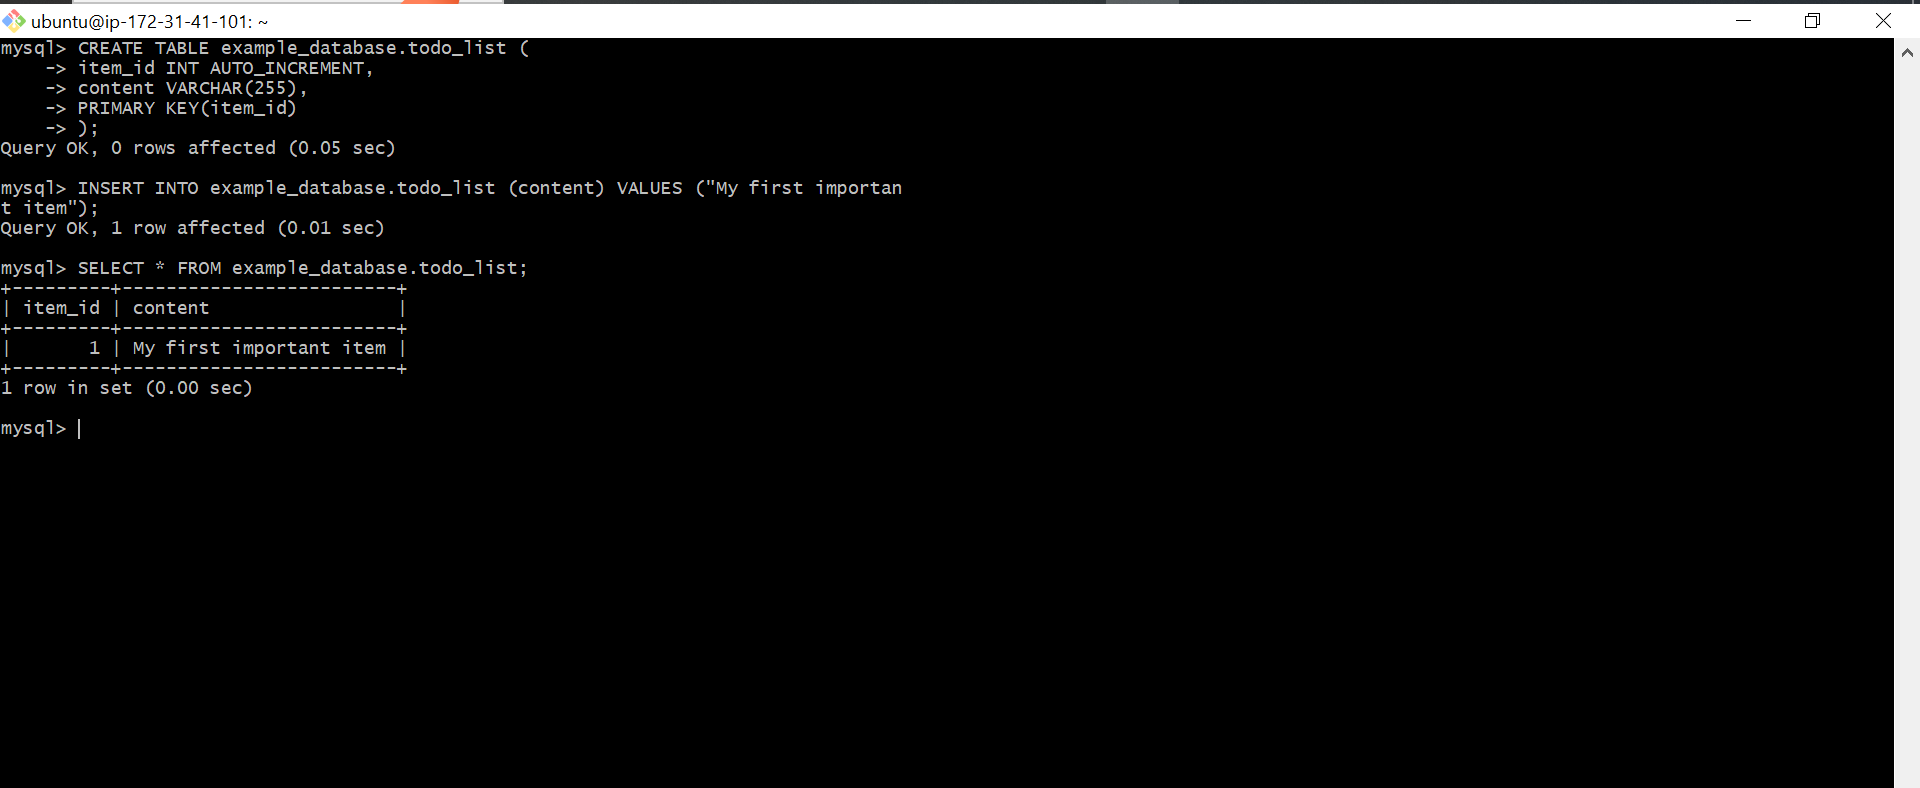 ubuntu@ip-172-31-41-101: ~
mysql> CREATE TABLE example_database.todo_list (
    -> item_id INT AUTO_INCREMENT,
    -> content VARCHAR(255),
    -> PRIMARY KEY(item_id)
    -> );
Query OK, 0 rows affected (0.05 sec)

mysql> INSERT INTO example_database.todo_list (content) VALUES ("My first importan
t item");
Query OK, 1 row affected (0.01 sec)

mysql> SELECT * FROM example_database.todo_list;
+---------+-------------------------+
| item_id | content                 |
+---------+-------------------------+
|       1 | My first important item |
+---------+-------------------------+
1 row in set (0.00 sec)

mysql>